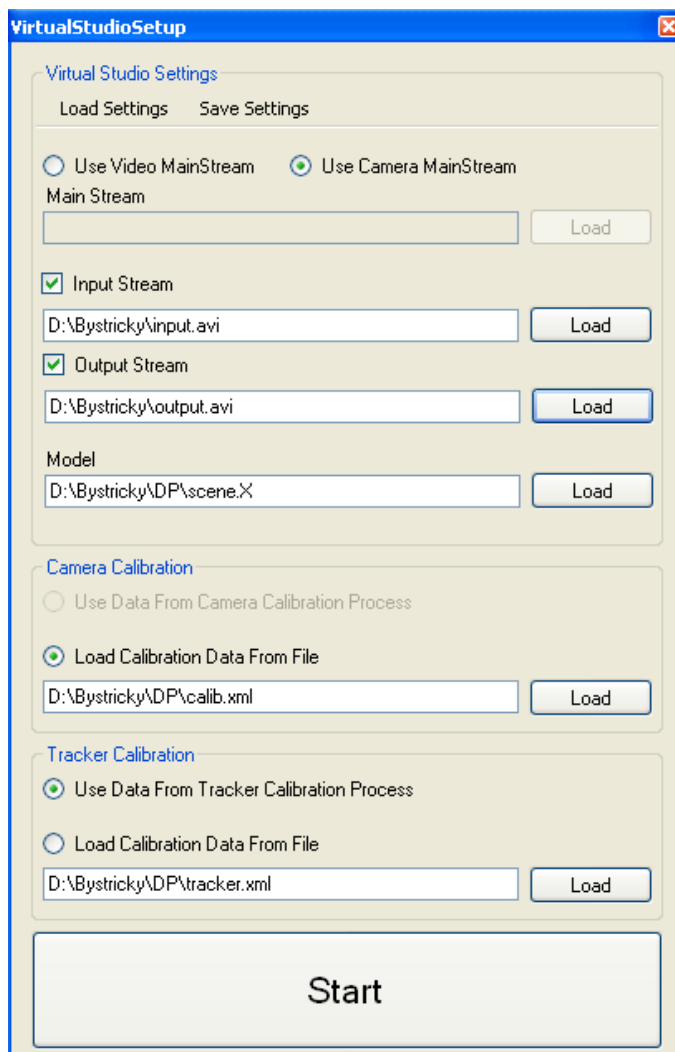 VirtualStudioSetup
Virtual Studio Settings
Load Settings Save Settings
Use Video MainStream Use Camera MainStream
Main Stream
Load
Input Stream
D:\Bystricky\input.avi Load
Output Stream
D:\Bystricky\output.avi Load
Model
D:\Bystricky\DP\scene.X Load
Camera Calibration
Use Data From Camera Calibration Process
Load Calibration Data From File
D:\Bystricky\DP\calib.xml Load
Tracker Calibration
Use Data From Tracker Calibration Process
Load Calibration Data From File
D:\Bystricky\DP\tracker.xml Load
Start